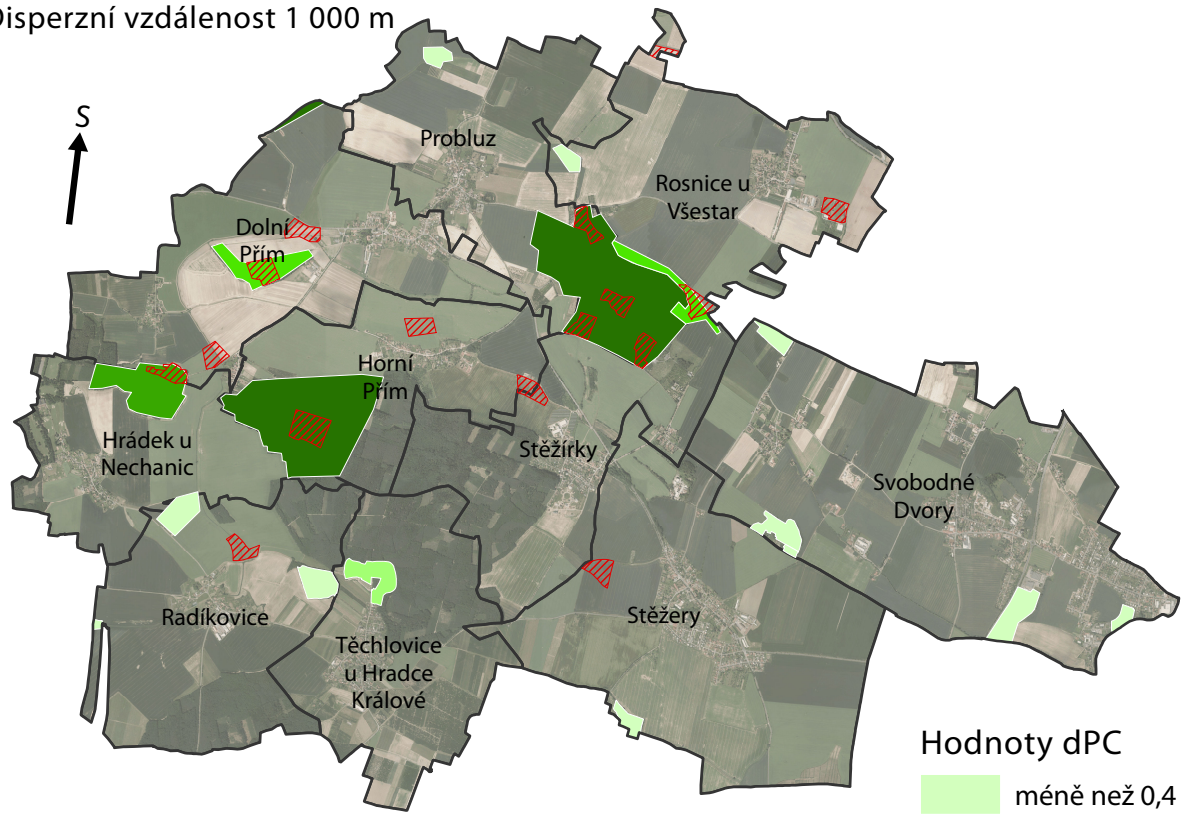 Disperzní vzdálenost 1 000 m
S
Probluz
Rosnice u
Všestar
Dolní
Přím
Horní
Přím
Hrádek u
Nechanic
Stěžírky
Svobodné
Dvory
Radíkovice
Stěžery
Těchlovice
u Hradce
Králové
Hodnoty dPC
méně než 0,4